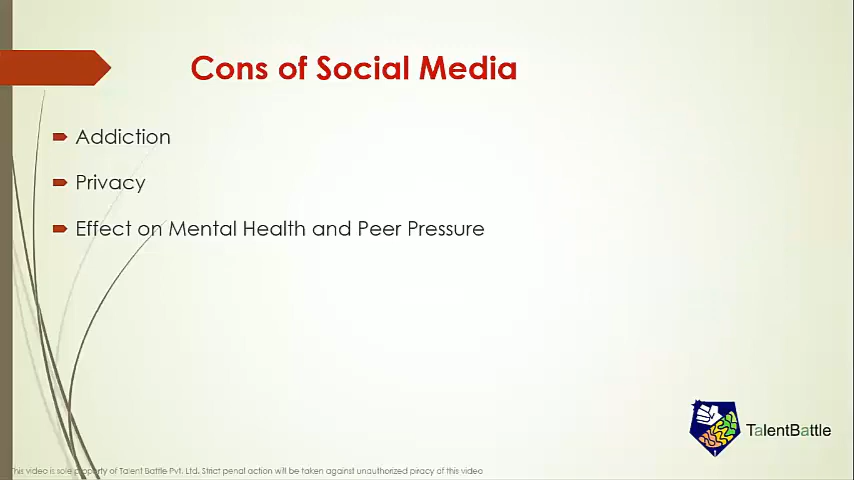 Cons of Social Media
Addiction
Privacy
Effect on Mental Health and Peer Pressure
TalentBattle
This video is sole property of Talent Battle Pvt. Ltd. Strict penal action will be taken against unauthorized piracy of this video